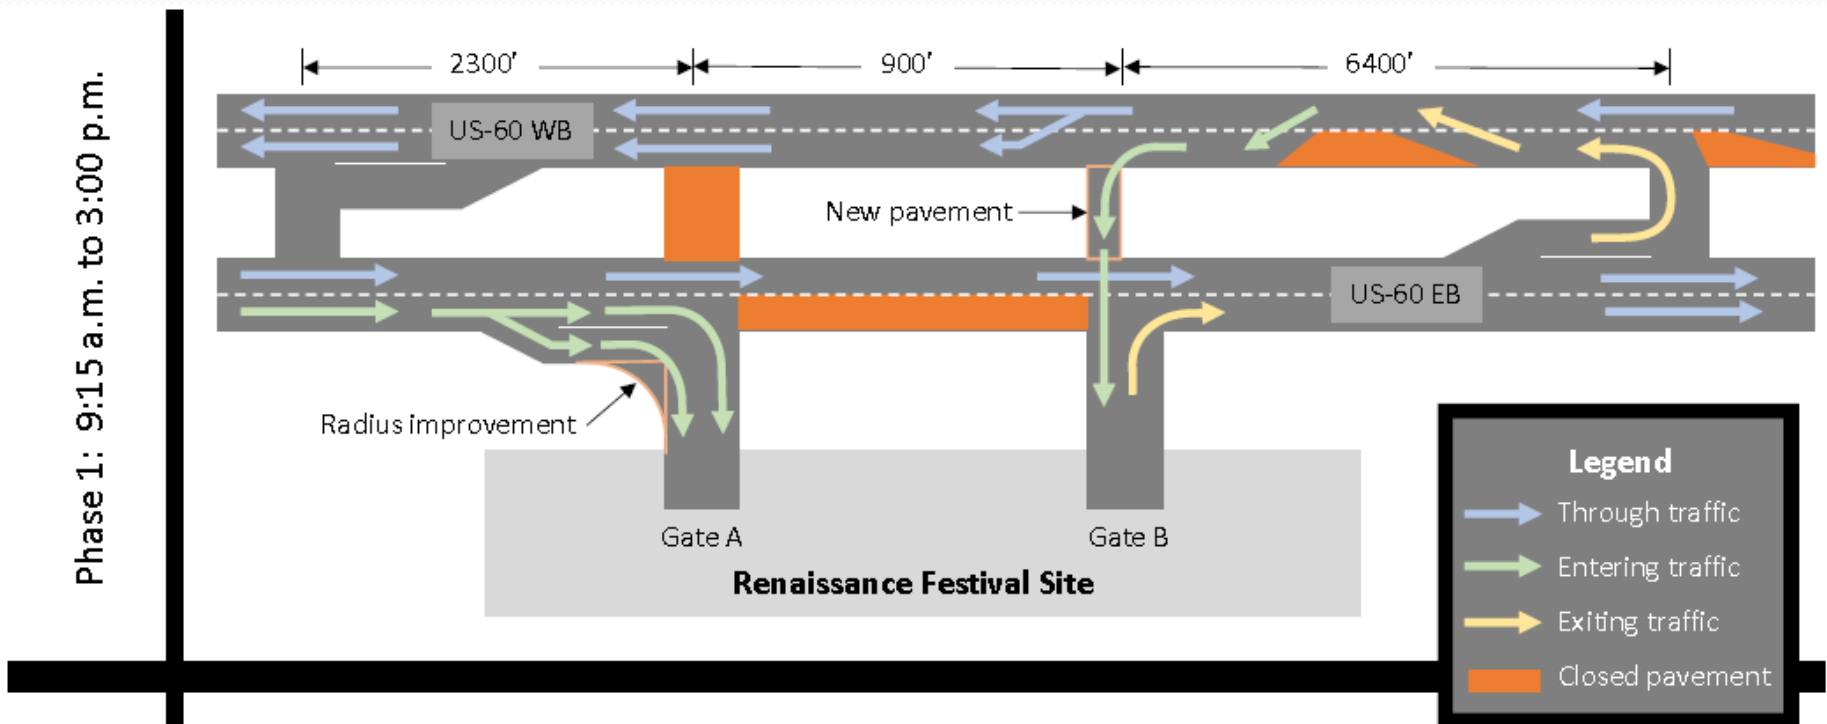 Phase 1:  9:15 a.m. to 3:00 p.m.
2300'
900'
6400'
US-60 WB
New pavement
US-60 EB
Radius improvement
Gate A
Gate B
Renaissance Festival Site
Legend
Through traffic
Entering traffic
Exiting traffic
Closed pavement